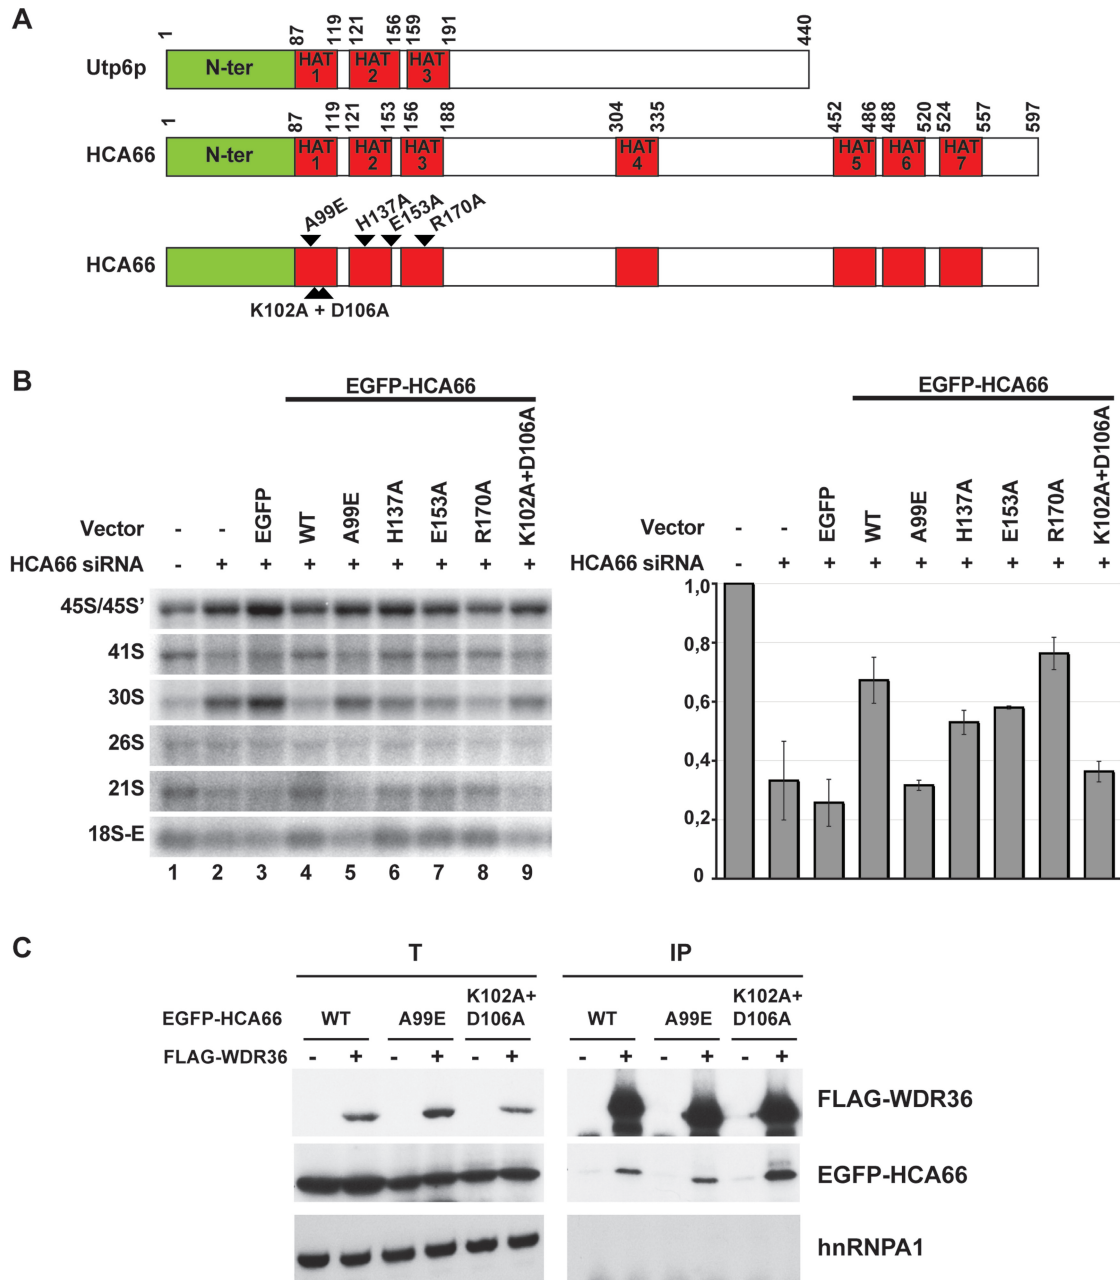 A
1 87 119 121 156 159 191 440
Utp6p N-ter HAT 1 HAT 2 HAT 3
1 87 119 121 153 156 188 304 335 452 486 488 520 524 557 597
HCA66 N-ter HAT 1 HAT 2 HAT 3 HAT 4 HAT 5 HAT 6 HAT 7
A99E H137A E153A R170A
HCA66
K102A + D106A
B
EGFP-HCA66
Vector - - EGFP WT A99E H137A E153A R170A K102A+D106A
HCA66 siRNA - + + + + + + + +
45S/45S'
41S
30S
26S
21S
18S-E
1 2 3 4 5 6 7 8 9
EGFP-HCA66
Vector - - EGFP WT A99E H137A E153A R170A K102A+D106A
HCA66 siRNA - + + + + + + + +
1,0
0,8
0,6
0,4
0,2
0
C
T IP
EGFP-HCA66 WT A99E K102A+ D106A WT A99E K102A+ D106A
FLAG-WDR36 - + - + - + - + - + - +
FLAG-WDR36
EGFP-HCA66
hnRNPA1